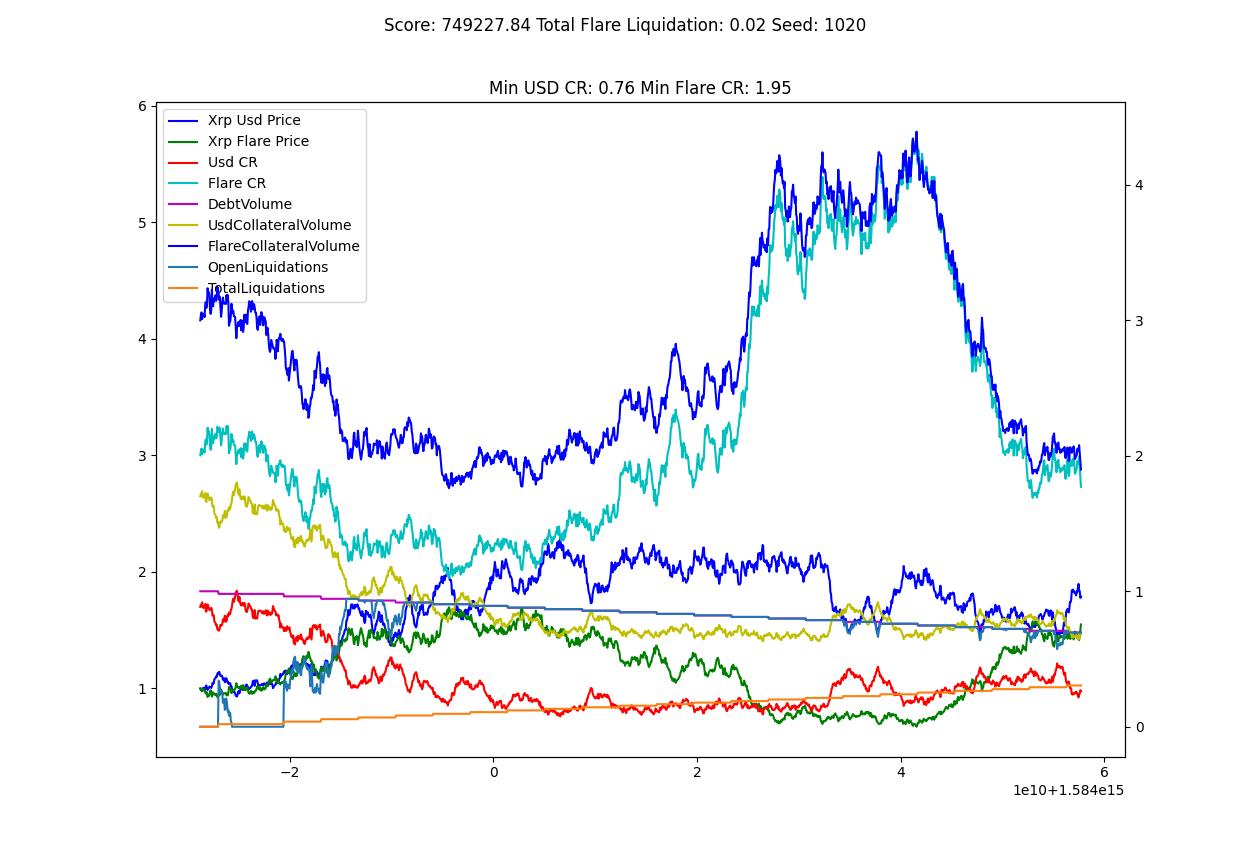 Score: 749227.84 Total Flare Liquidation: 0.02 Seed: 1020
Min USD CR: 0.76 Min Flare CR: 1.95
Xrp Usd Price
Xrp Flare Price
Usd CR
Flare CR
DebtVolume
UsdCollateralVolume
FlareCollateralVolume
OpenLiquidations
TotalLiquidations
6
5
4
3
2
1
4
3
2
1
0
−2
0
2
4
6
1e10+1.584e15